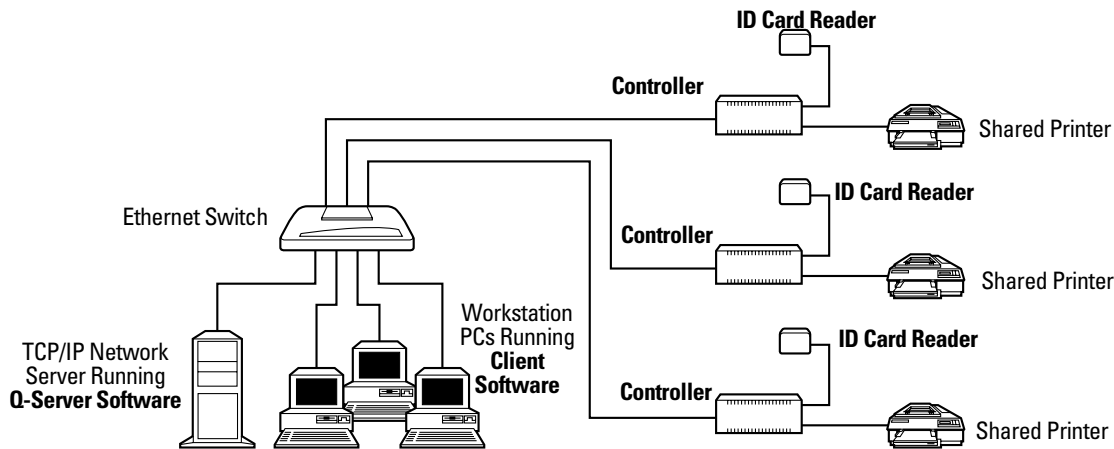 ID Card Reader
Controller
Shared Printer
ID Card Reader
Ethernet Switch
Controller
Shared Printer
Workstation
PCs Running
Client
Software
TCP/IP Network
Server Running
Q-Server Software
ID Card Reader
Controller
Shared Printer